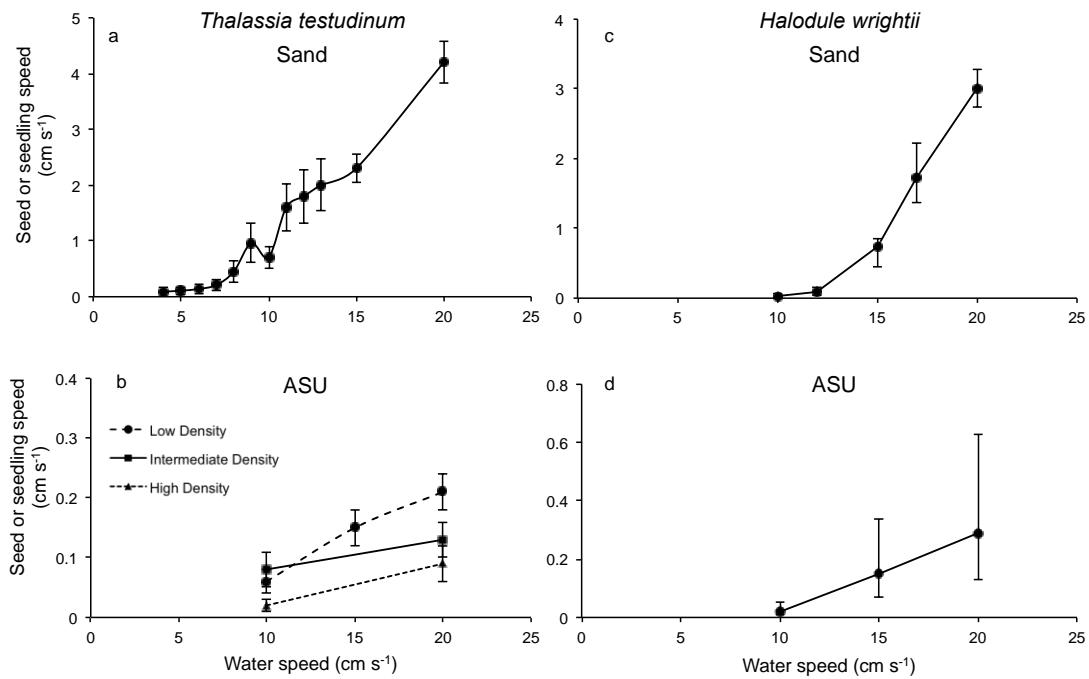 Thalassia testudinum
a
Sand
Seed or seedling speed
(cm s⁻¹)
5
4
3
2
1
0
0 5 10 15 20 25
Halodule wrightii
c
Sand
4
3
2
1
0
0 5 10 15 20 25
b
ASU
Seed or seedling speed
(cm s⁻¹)
0.4
0.3
0.2
0.1
0
Low Density
Intermediate Density
High Density
0 5 10 15 20 25
Water speed (cm s⁻¹)
d
ASU
0.8
0.6
0.4
0.2
0
0 5 10 15 20 25
Water speed (cm s⁻¹)